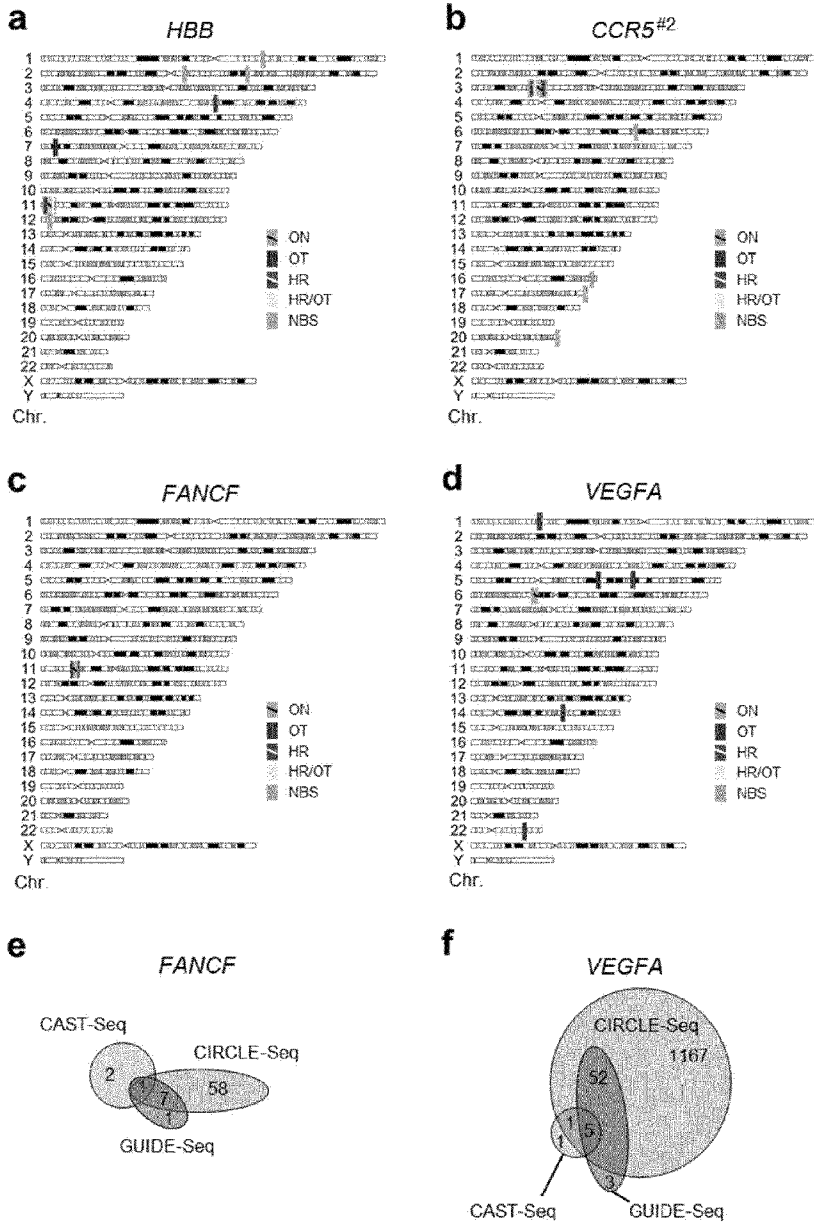 a
HBB
1
2
3
4
5
6
7
8
9
10
11
12
13
14
15
16
17
18
19
20
21
22
X
Y
Chr.
ON
OT
HR
HR/OT
NBS
b
CCR5#2
1
2
3
4
5
6
7
8
9
10
11
12
13
14
15
16
17
18
19
20
21
22
X
Y
Chr.
ON
OT
HR
HR/OT
NBS
c
FANCF
1
2
3
4
5
6
7
8
9
10
11
12
13
14
15
16
17
18
19
20
21
22
X
Y
Chr.
ON
OT
HR
HR/OT
NBS
d
VEGFA
1
2
3
4
5
6
7
8
9
10
11
12
13
14
15
16
17
18
19
20
21
22
X
Y
Chr.
ON
OT
HR
HR/OT
NBS
e
FANCF
CAST-Seq
CIRCLE-Seq
2
1
7
58
1
GUIDE-Seq
f
VEGFA
CIRCLE-Seq
1167
52
1
5
1
3
CAST-Seq
GUIDE-Seq